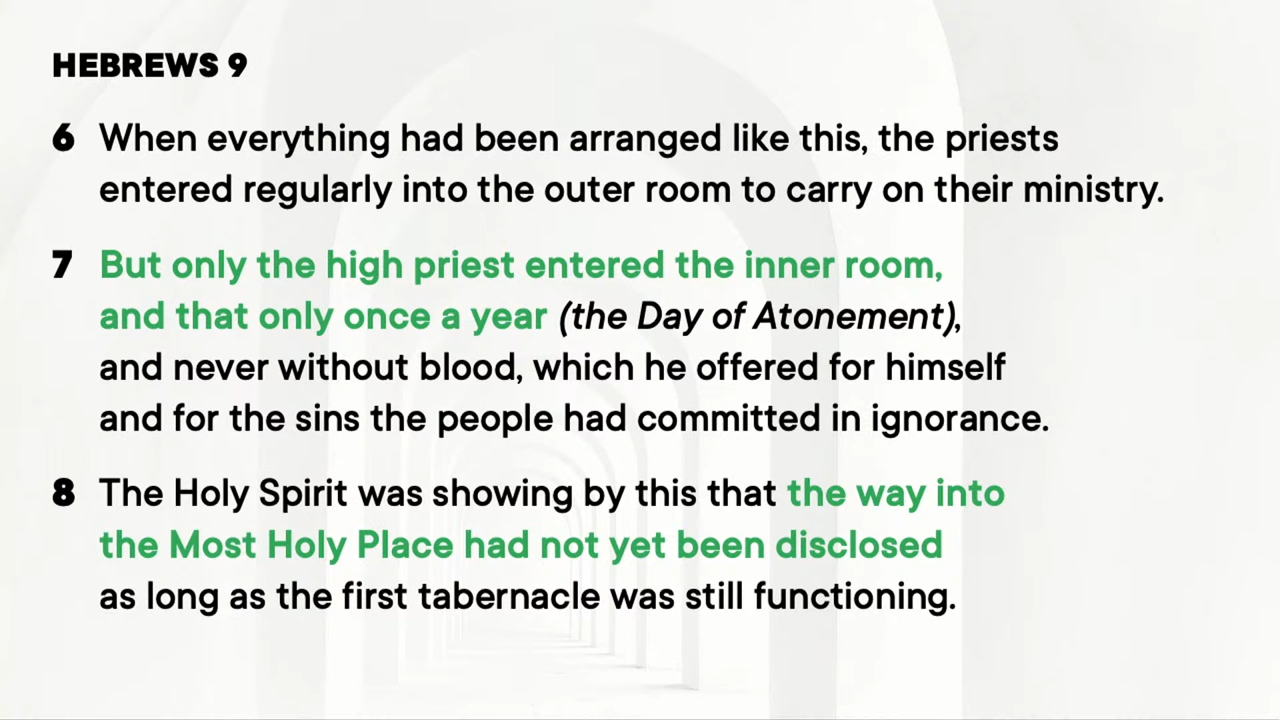 HEBREWS 9
6 When everything had been arranged like this, the priests
entered regularly into the outer room to carry on their ministry.
7 But only the high priest entered the inner room,
and that only once a year (the Day of Atonement),
and never without blood, which he offered for himself
and for the sins the people had committed in ignorance.
8 The Holy Spirit was showing by this that the way into
the Most Holy Place had not yet been disclosed
as long as the first tabernacle was still functioning.